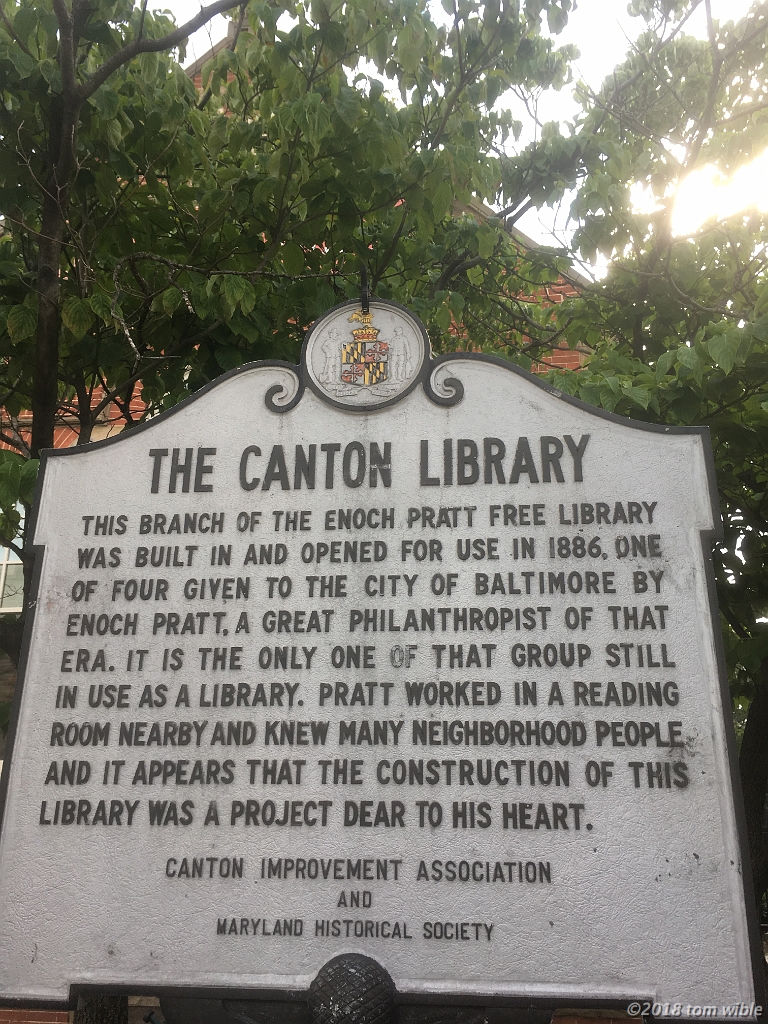 THE CANTON LIBRARY
THIS BRANCH OF THE ENOCH PRATT FREE LIBRARY
WAS BUILT IN AND OPENED FOR USE IN 1886, ONE
OF FOUR GIVEN TO THE CITY OF BALTIMORE BY
ENOCH PRATT, A GREAT PHILANTHROPIST OF THAT
ERA. IT IS THE ONLY ONE OF THAT GROUP STILL
IN USE AS A LIBRARY. PRATT WORKED IN A READING
ROOM NEARBY AND KNEW MANY NEIGHBORHOOD PEOPLE
AND IT APPEARS THAT THE CONSTRUCTION OF THIS
LIBRARY WAS A PROJECT DEAR TO HIS HEART.
CANTON IMPROVEMENT ASSOCIATION
AND
MARYLAND HISTORICAL SOCIETY
©2018 tom wible